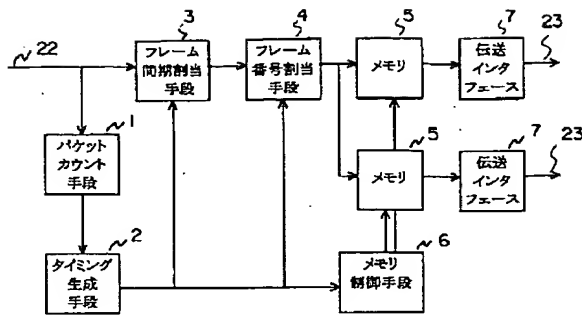 3
4
5
7
23
22
フレーム
同期割当
手段
フレーム
番号割当
手段
メモリ
伝送
インタ
フェース
1
パケット
カウント
手段
5
メモリ
7
伝送
インタ
フェース
23
2
タイミング
生成
手段
6
メモリ
制御手段